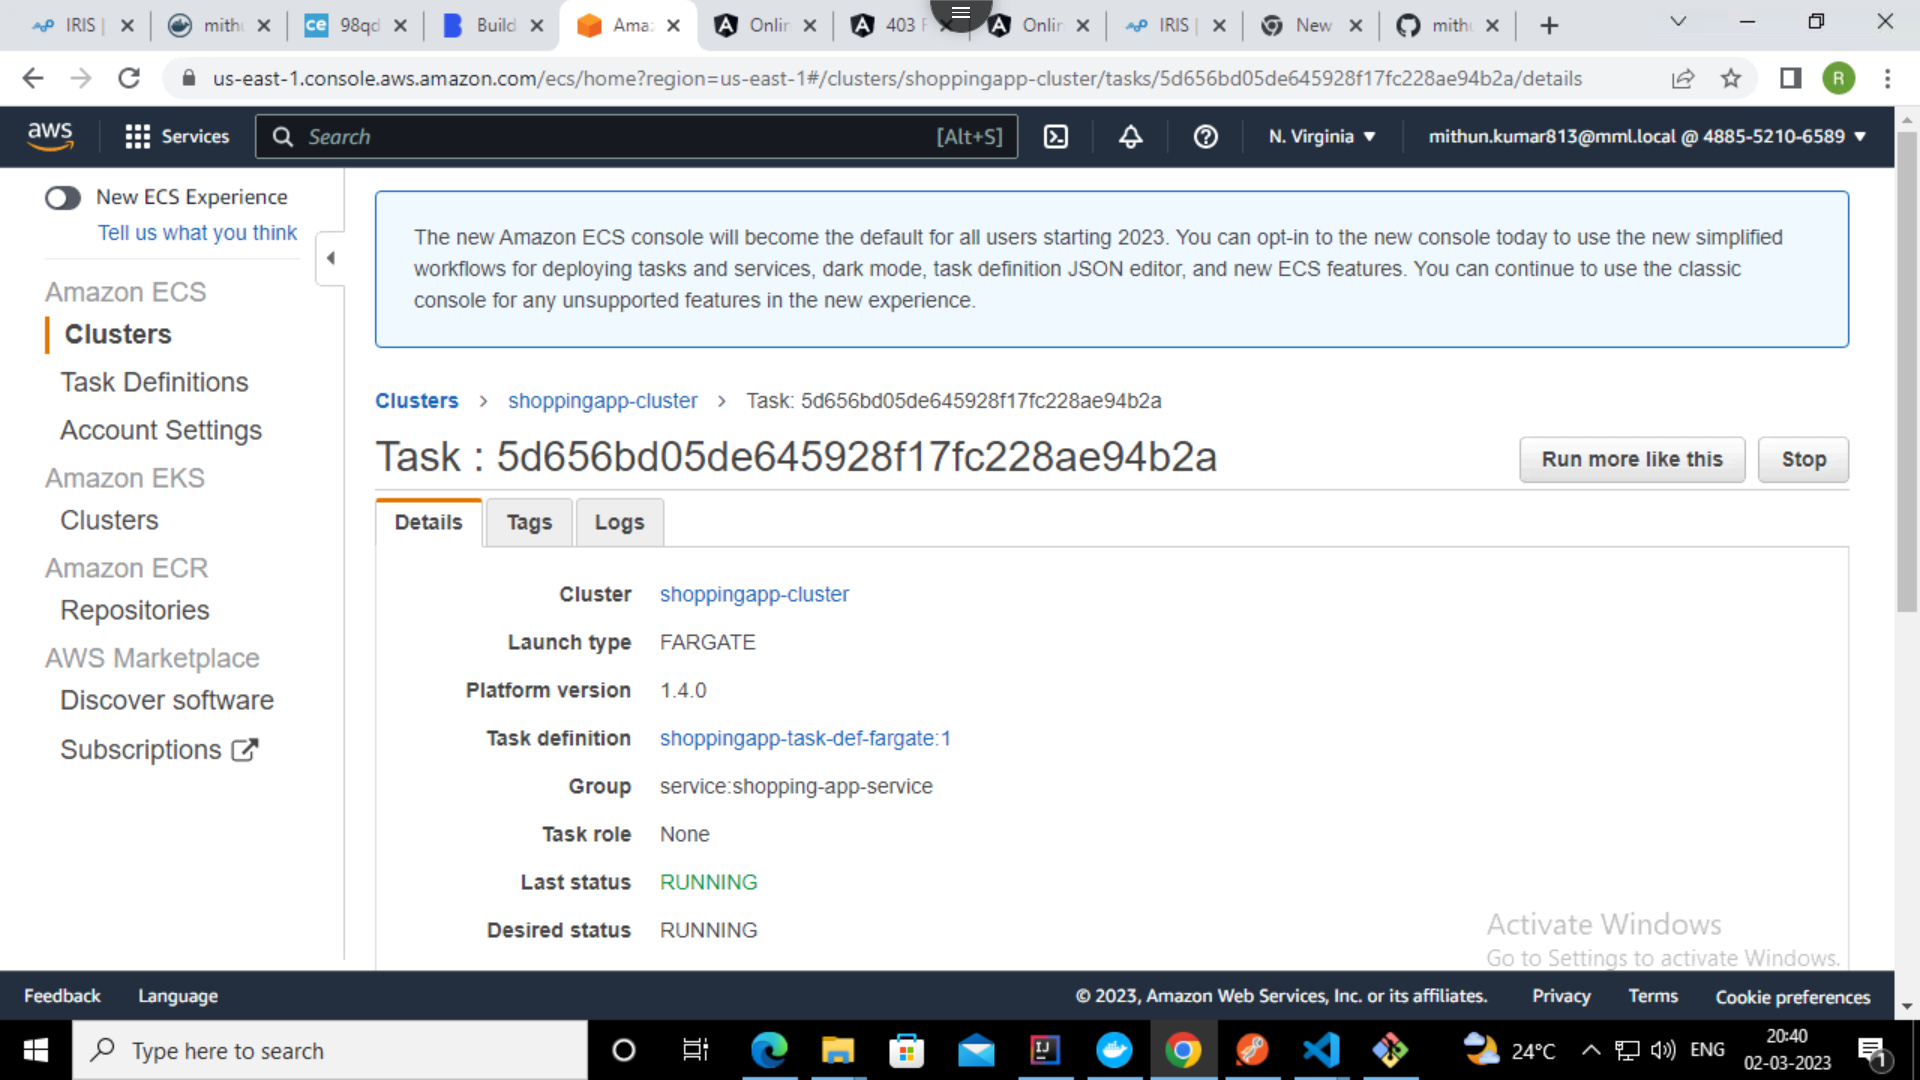 IRIS |
mith
ce 98qd
Build
Ama
Onlin
403 F
Onlin
IRIS |
New
mith
us-east-1.console.aws.amazon.com/ecs/home?region=us-east-1#/clusters/shoppingapp-cluster/tasks/5d656bd05de645928f17fc228ae94b2a/details
R
aws
Services
Search
[Alt+S]
N. Virginia
mithun.kumar813@mml.local @ 4885-5210-6589
New ECS Experience
Tell us what you think
Amazon ECS
Clusters
Task Definitions
Account Settings
Amazon EKS
Clusters
Amazon ECR
Repositories
AWS Marketplace
Discover software
Subscriptions
The new Amazon ECS console will become the default for all users starting 2023. You can opt-in to the new console today to use the new simplified
workflows for deploying tasks and services, dark mode, task definition JSON editor, and new ECS features. You can continue to use the classic
console for any unsupported features in the new experience.
Clusters > shoppingapp-cluster > Task: 5d656bd05de645928f17fc228ae94b2a
Task : 5d656bd05de645928f17fc228ae94b2a
Run more like this
Stop
Details
Tags
Logs
Cluster shoppingapp-cluster
Launch type FARGATE
Platform version 1.4.0
Task definition shoppingapp-task-def-fargate:1
Group service:shopping-app-service
Task role None
Last status RUNNING
Desired status RUNNING
Activate Windows
Go to Settings to activate Windows.
Feedback
Language
© 2023, Amazon Web Services, Inc. or its affiliates.
Privacy
Terms
Cookie preferences
Type here to search
IJ
24°C
ENG
20:40
02-03-2023
1